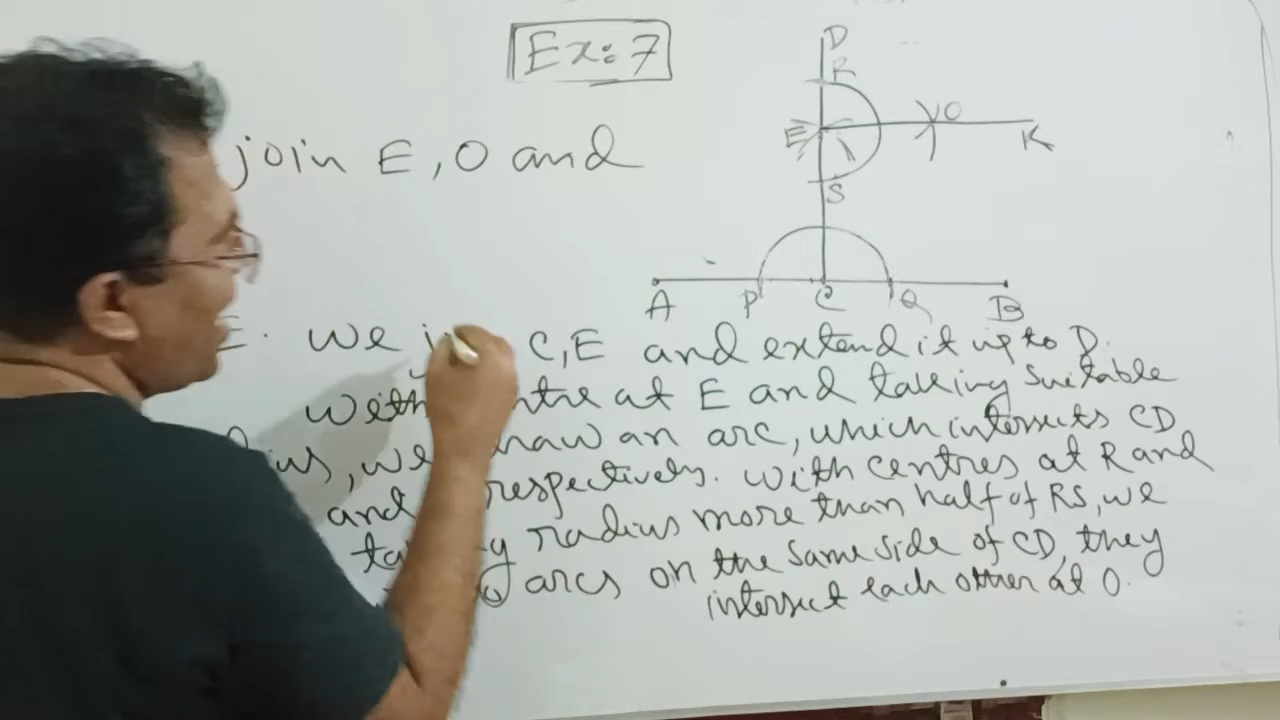 Ex: 7
D
R
O
E
K
join E, O and
S
A P C Q B
E. We C, E and extend it up to D.
With at E and taking suitable
we draw an arc, which intersects CD
and respectively. With centres at R and
radius more than half of RS, we
arcs on the same side of CD, they
intersect each other at O.